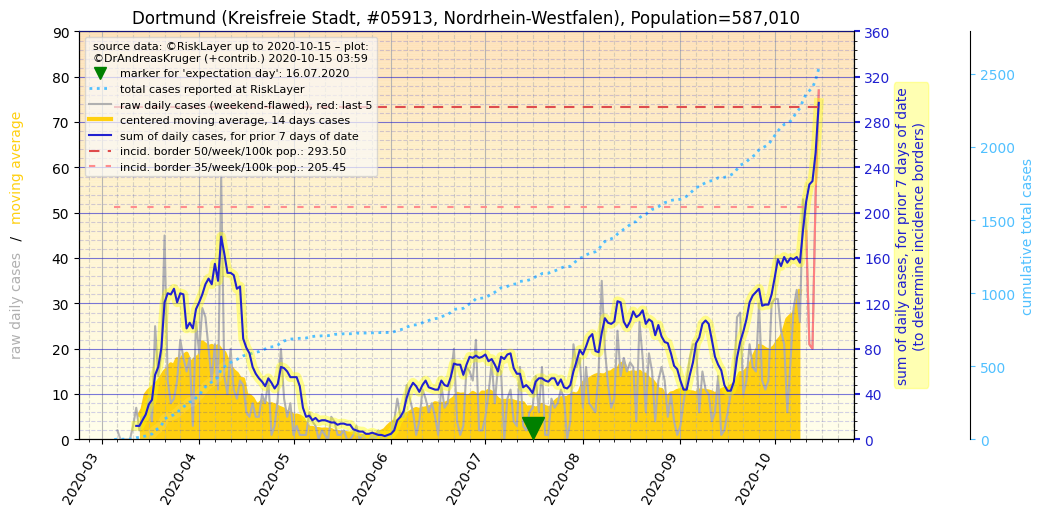 Dortmund (Kreisfreie Stadt, #05913, Nordrhein-Westfalen), Population=587,010
source data: ©RiskLayer up to 2020-10-15 – plot:
©DrAndreasKruger (+contrib.) 2020-10-15 03:59
marker for 'expectation day': 16.07.2020
total cases reported at RiskLayer
raw daily cases (weekend-flawed), red: last 5
centered moving average, 14 days cases
sum of daily cases, for prior 7 days of date
incid. border 50/week/100k pop.: 293.50
incid. border 35/week/100k pop.: 205.45
raw daily cases / moving average
90
80
70
60
50
40
30
20
10
0
360
320
280
240
200
160
120
80
40
0
sum of daily cases, for prior 7 days of date
(to determine incidence borders)
2500
2000
1500
1000
500
0
cumulative total cases
2020-03
2020-04
2020-05
2020-06
2020-07
2020-08
2020-09
2020-10